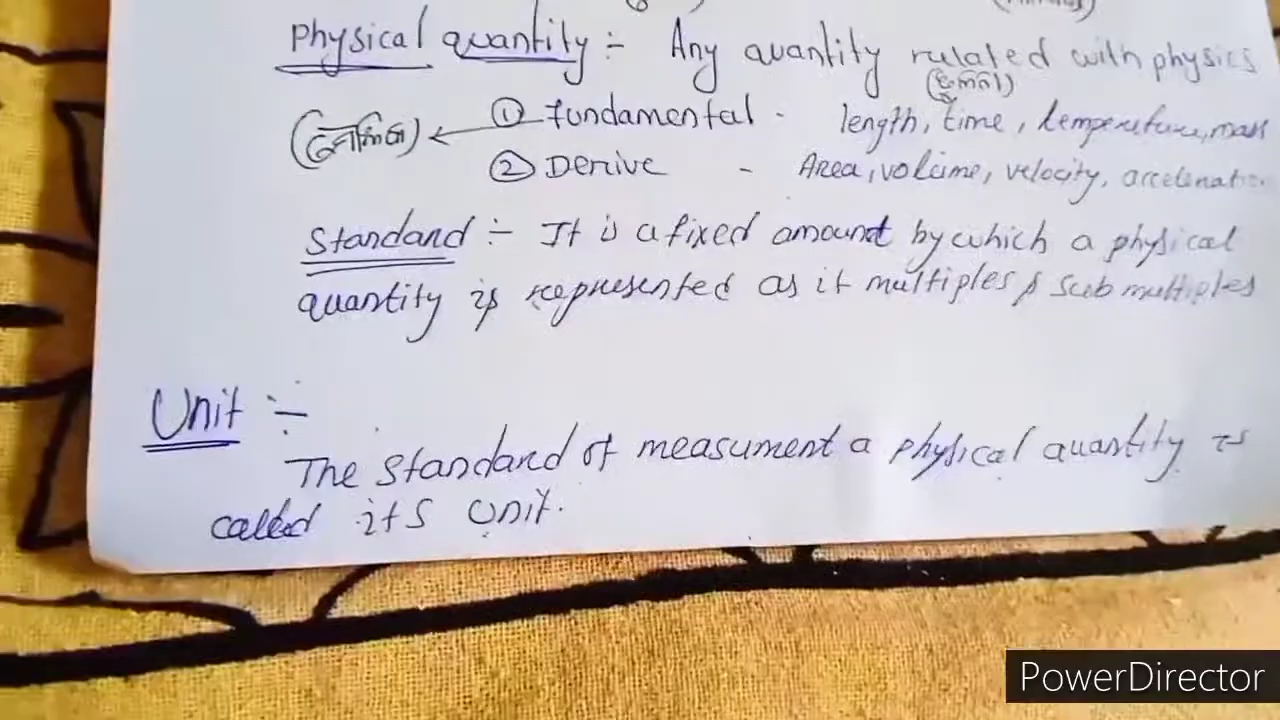 Physical quantity :- Any quantity related with physics
① Fundamental - length, time, temperature, mass
(মৌলিক)
② Derive - Area, volume, velocity, acceleration
Standard :- It is a fixed amount by which a physical
quantity is represented as it multiples & sub multiples
Unit :-
The standard of measument a physical quantity is
called its Unit.
PowerDirector